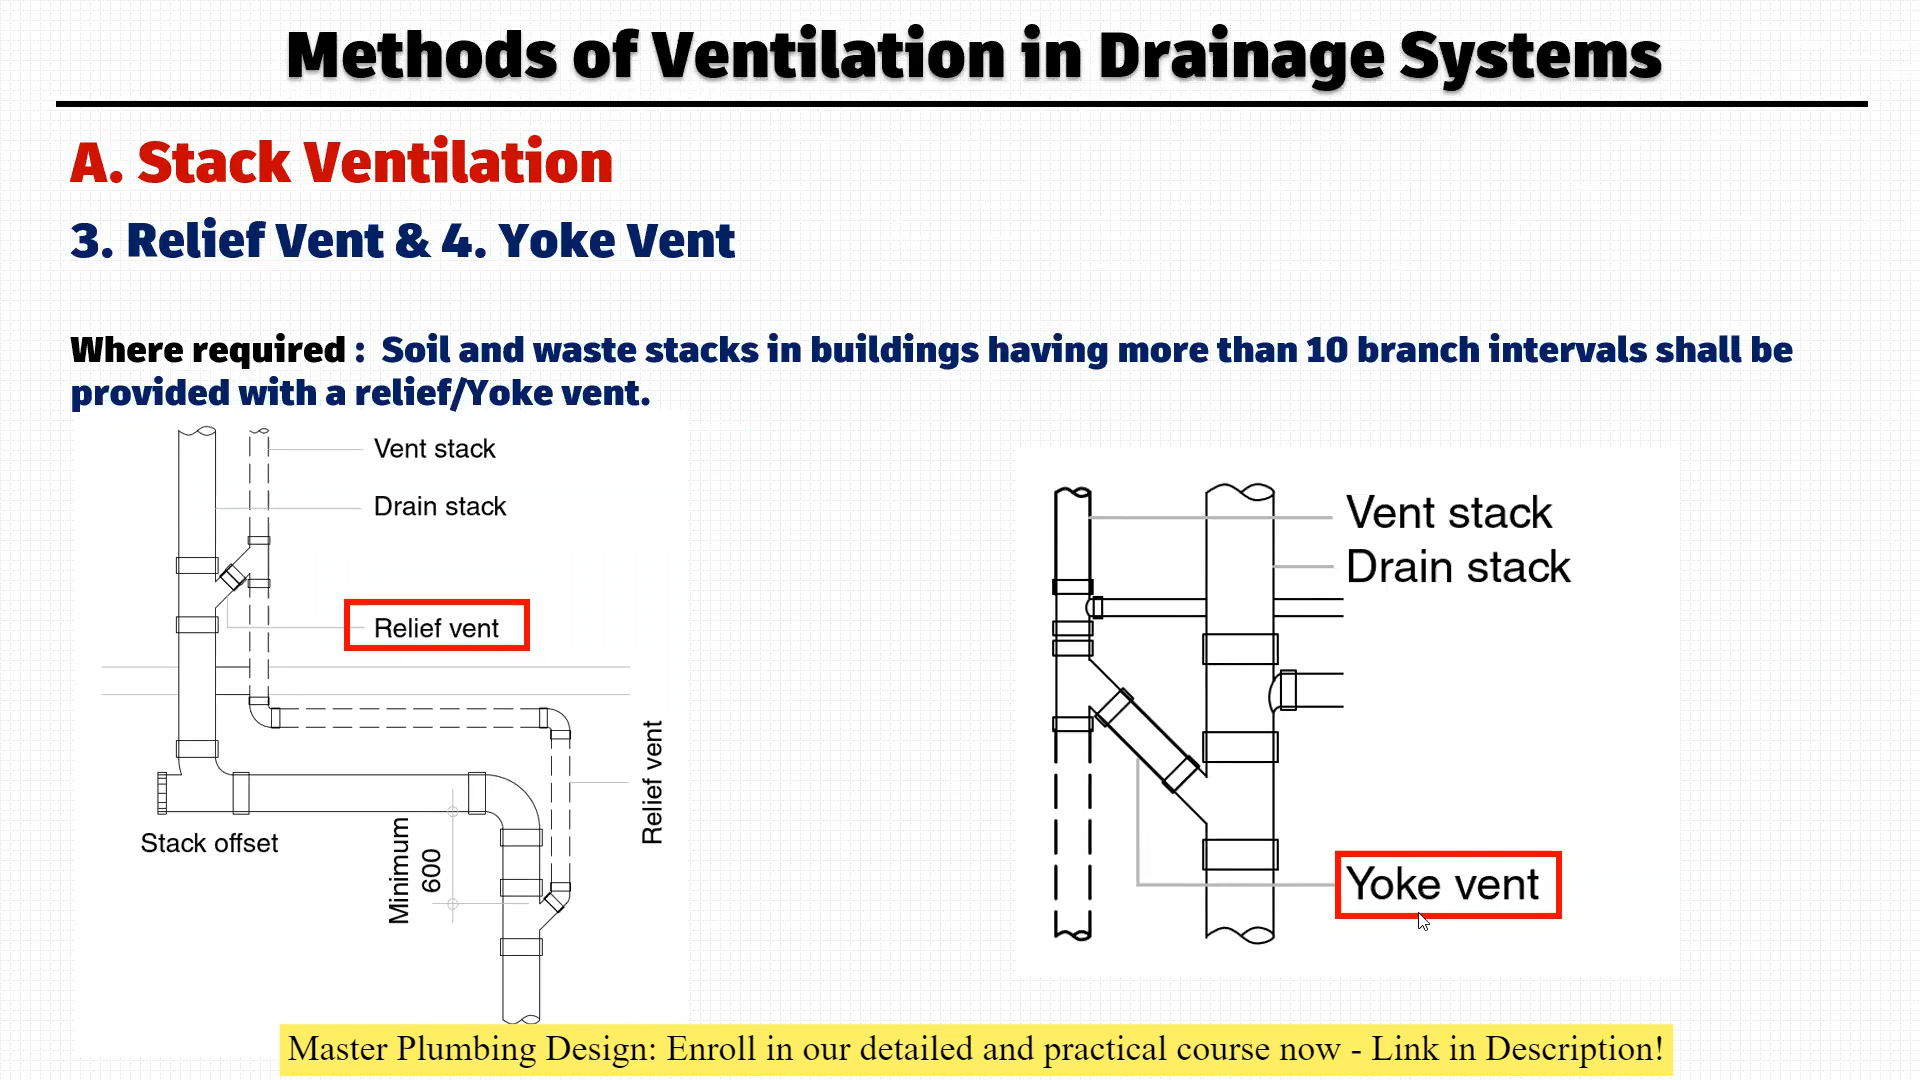 Methods of Ventilation in Drainage Systems
A. Stack Ventilation
3. Relief Vent & 4. Yoke Vent
Where required :  Soil and waste stacks in buildings having more than 10 branch intervals shall be
provided with a relief/Yoke vent.
Vent stack
Drain stack
Relief vent
Relief vent
Stack offset
Minimum
600
Vent stack
Drain stack
Yoke vent
Master Plumbing Design: Enroll in our detailed and practical course now - Link in Description!